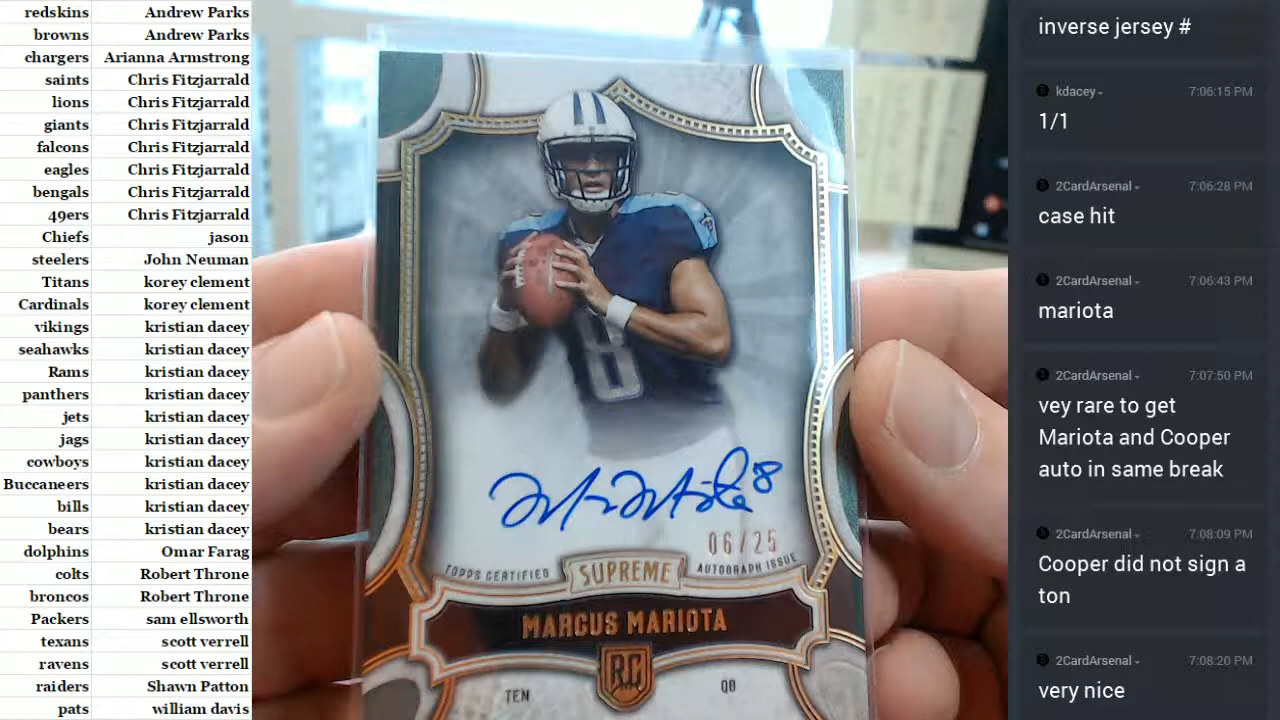 redskins Andrew Parks
browns Andrew Parks
chargers Arianna Armstrong
saints Chris Fitzjarrald
lions Chris Fitzjarrald
giants Chris Fitzjarrald
falcons Chris Fitzjarrald
eagles Chris Fitzjarrald
bengals Chris Fitzjarrald
49ers Chris Fitzjarrald
Chiefs jason
steelers John Neuman
Titans korey clement
Cardinals korey clement
vikings kristian dacey
seahawks kristian dacey
Rams kristian dacey
panthers kristian dacey
jets kristian dacey
jags kristian dacey
cowboys kristian dacey
Buccaneers kristian dacey
bills kristian dacey
bears kristian dacey
dolphins Omar Farag
colts Robert Throne
broncos Robert Throne
Packers sam ellsworth
texans scott verrell
ravens scott verrell
raiders Shawn Patton
pats william davis
8
8
06/25
TOPPS CERTIFIED SUPREME AUTOGRAPH ISSUE
MARCUS MARIOTA
RC
TEN QB
inverse jersey #
kdacey 7:06:15 PM
1/1
2CardArsenal 7:06:28 PM
case hit
2CardArsenal 7:06:43 PM
mariota
2CardArsenal 7:07:50 PM
vey rare to get
Mariota and Cooper
auto in same break
2CardArsenal 7:08:09 PM
Cooper did not sign a
ton
2CardArsenal 7:08:20 PM
very nice